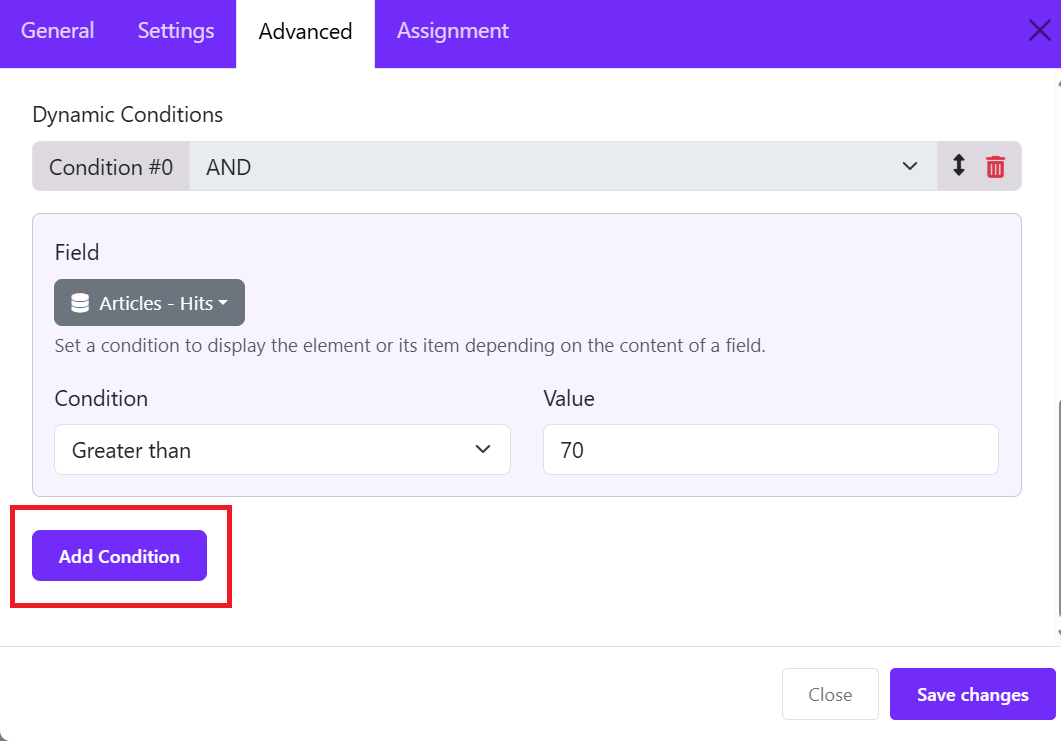 General Settings Advanced Assignment
Dynamic Conditions
Condition #0 AND
Field
Articles - Hits
Set a condition to display the element or its item depending on the content of a field.
Condition Value
Greater than 70
Add Condition
Close Save changes